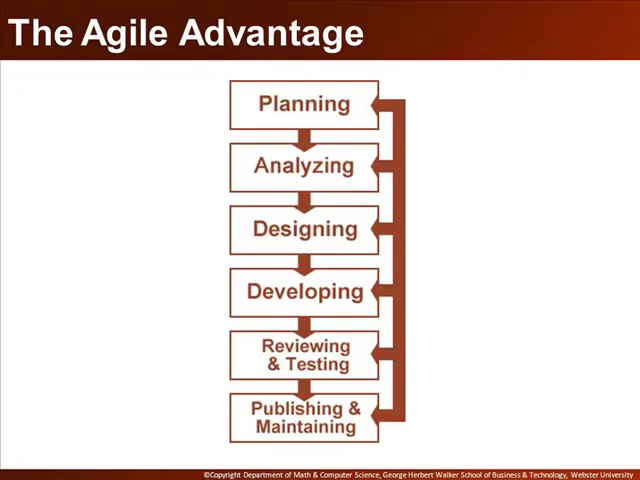 The Agile Advantage
Planning
Analyzing
Designing
Developing
Reviewing
& Testing
Publishing &
Maintaining
©Copyright Department of Math & Computer Science, George Herbert Walker School of Business & Technology, Webster University